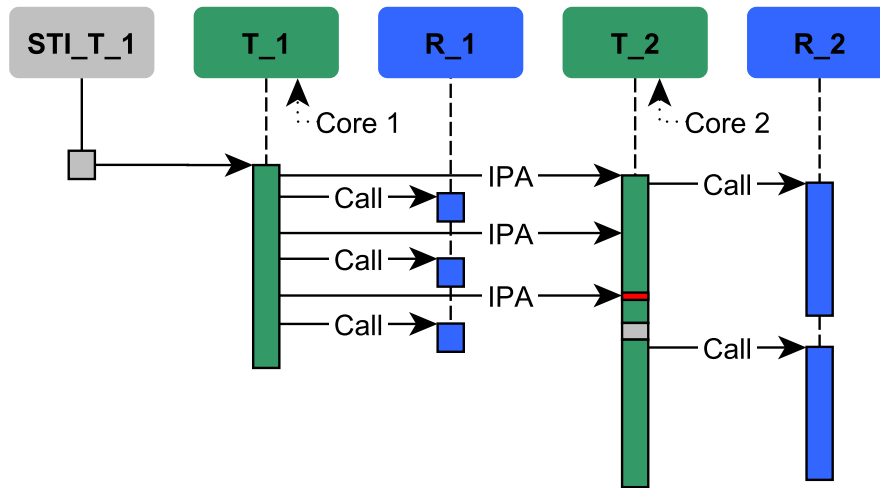 STI_T_1
T_1
R_1
T_2
R_2
Core 1
Core 2
IPA
Call
Call
IPA
Call
IPA
Call
Call